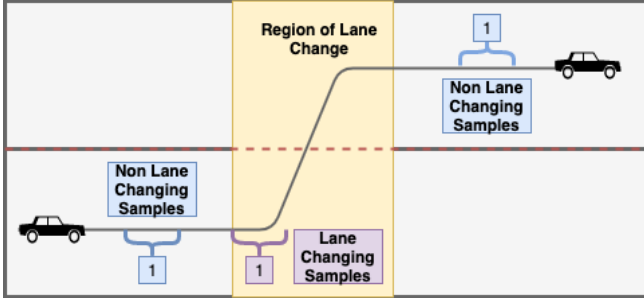 Region of Lane
Change
1
Non Lane
Changing
Samples
Non Lane
Changing
Samples
1
1
Lane
Changing
Samples